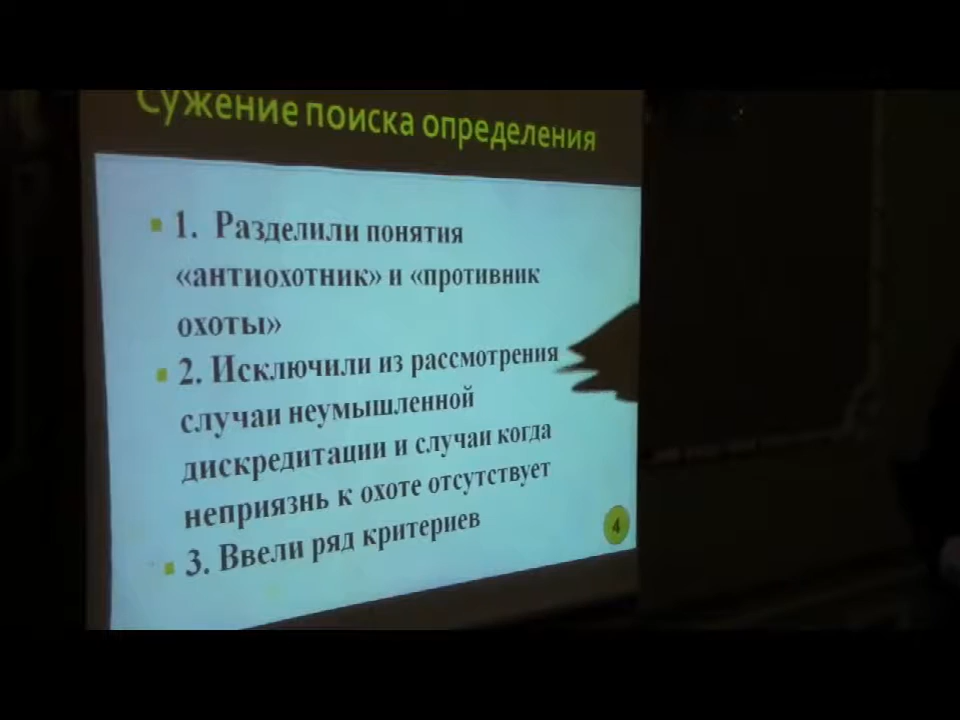 Сужение поиска определения
1. Разделили понятия
«антиохотник» и «противник
охоты»
2. Исключили из рассмотрения
случаи неумышленной
дискредитации и случаи когда
неприязнь к охоте отсутствует
3. Ввели ряд критериев
4